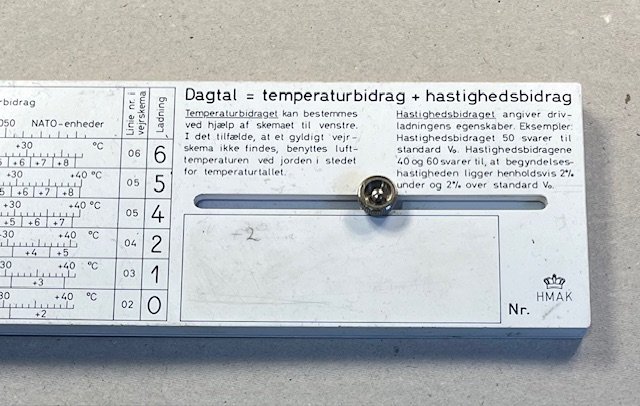 Dagtal = temperaturbidrag + hastighedsbidrag
Temperaturbidraget kan bestemmes
ved hjælp af skemaet til venstre.
I det tilfælde, at et gyldigt vejr-
skema ikke findes, benyttes luft-
temperaturen ved jorden i stedet
for temperaturtallet.
Hastighedsbidraget angiver driv-
ladningens egenskaber. Eksempler:
Hastighedsbidraget 50 svarer til
standard V₀. Hastighedsbidragene
40 og 60 svarer til, at begyndelses-
hastigheden ligger henholdsvis 2%
under og 2% over standard V₀.
rbidrag
050 NATO-enheder
Linie nr. i
vejrskema
Ladning
+30 °C
+6 +7 +8
06 6
+30 +40 °C
5 +6 +7 +8
05 5
+30 +40 °C
+5 +6 +7
05 4
30 +40 °C
+4 +5
04 2
30 +40 °C
+3
03 1
30 +40 °C
+2
02 0
-2
HMAK
Nr.